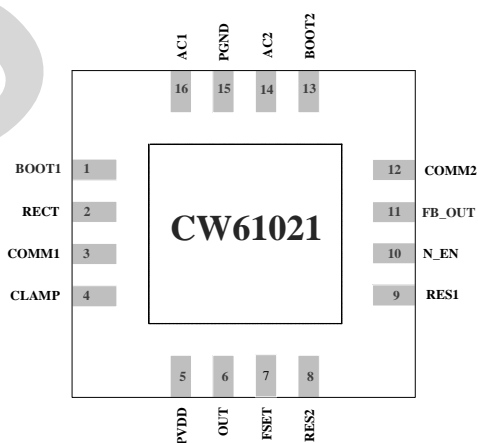 AC1 PGND AC2 BOOT2
16 15 14 13
BOOT1 1 12 COMM2
RECT 2 11 FB_OUT
COMM1 3 10 N_EN
CLAMP 4 9 RES1
CW61021
5 6 7 8
PVDD OUT FSET RES2